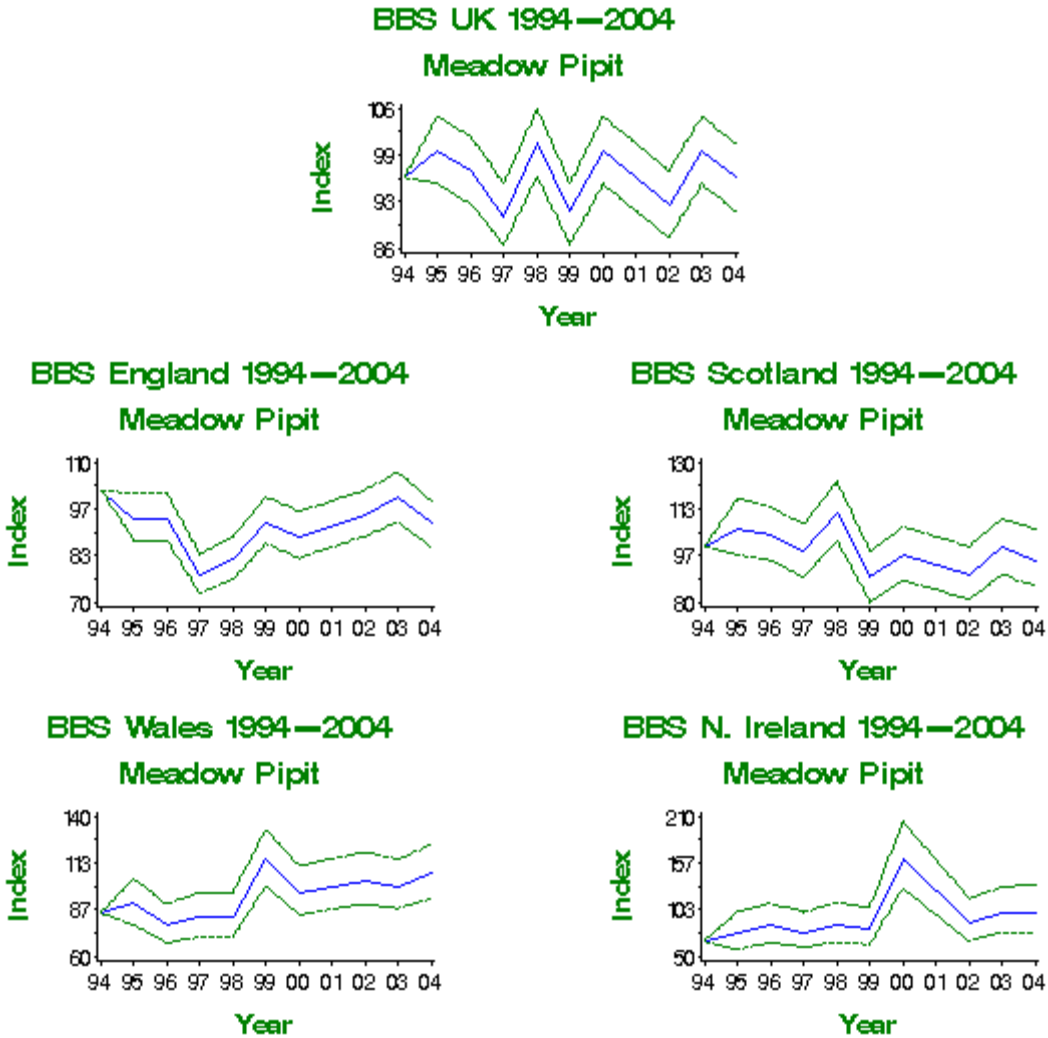 BBS UK 1994—2004
Meadow Pipit
106
99
93
86
Index
94 95 96 97 98 99 00 01 02 03 04
Year
BBS England 1994—2004
Meadow Pipit
110
97
83
70
Index
94 95 96 97 98 99 00 01 02 03 04
Year
BBS Scotland 1994—2004
Meadow Pipit
130
113
97
80
Index
94 95 96 97 98 99 00 01 02 03 04
Year
BBS Wales 1994—2004
Meadow Pipit
140
113
87
60
Index
94 95 96 97 98 99 00 01 02 03 04
Year
BBS N. Ireland 1994—2004
Meadow Pipit
210
157
103
50
Index
94 95 96 97 98 99 00 01 02 03 04
Year